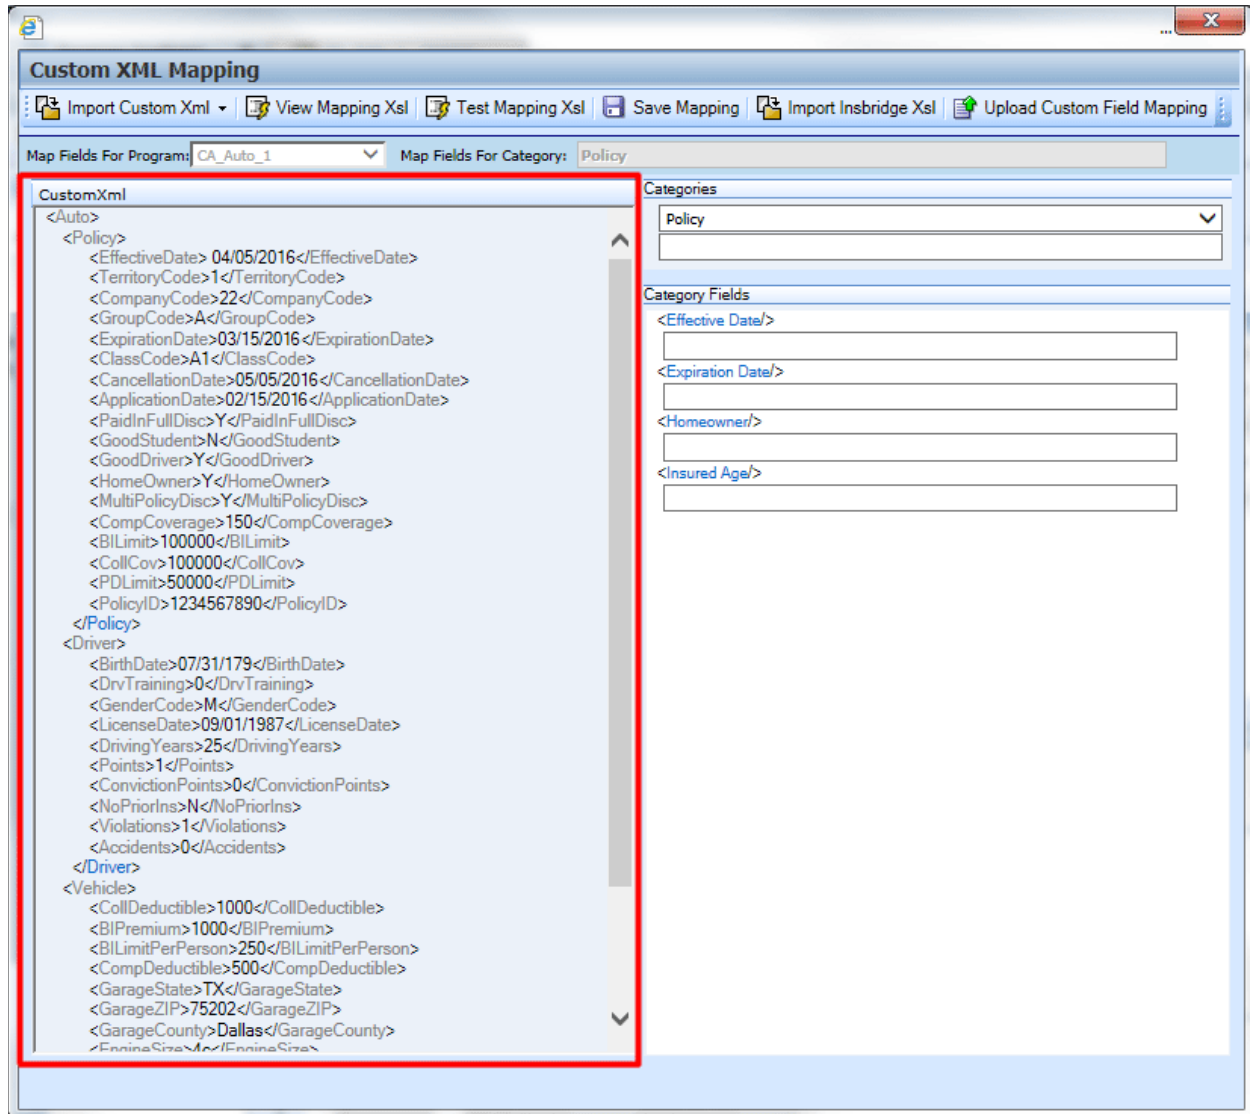 ...
Custom XML Mapping
Import Custom Xml View Mapping Xsl Test Mapping Xsl Save Mapping Import Insbridge Xsl Upload Custom Field Mapping
Map Fields For Program: CA_Auto_1 Map Fields For Category: Policy
CustomXml
<Auto>
<Policy>
<EffectiveDate> 04/05/2016</EffectiveDate>
<TerritoryCode>1</TerritoryCode>
<CompanyCode>22</CompanyCode>
<GroupCode>A</GroupCode>
<ExpirationDate>03/15/2016</ExpirationDate>
<ClassCode>A1</ClassCode>
<CancellationDate>05/05/2016</CancellationDate>
<ApplicationDate>02/15/2016</ApplicationDate>
<PaidInFullDisc>Y</PaidInFullDisc>
<GoodStudent>N</GoodStudent>
<GoodDriver>Y</GoodDriver>
<HomeOwner>Y</HomeOwner>
<MultiPolicyDisc>Y</MultiPolicyDisc>
<CompCoverage>150</CompCoverage>
<BILimit>100000</BILimit>
<CollCov>100000</CollCov>
<PDLimit>50000</PDLimit>
<PolicyID>1234567890</PolicyID>
</Policy>
<Driver>
<BirthDate>07/31/179</BirthDate>
<DrvTraining>0</DrvTraining>
<GenderCode>M</GenderCode>
<LicenseDate>09/01/1987</LicenseDate>
<DrivingYears>25</DrivingYears>
<Points>1</Points>
<ConvictionPoints>0</ConvictionPoints>
<NoPriorIns>N</NoPriorIns>
<Violations>1</Violations>
<Accidents>0</Accidents>
</Driver>
<Vehicle>
<CollDeductible>1000</CollDeductible>
<BIPremium>1000</BIPremium>
<BILimitPerPerson>250</BILimitPerPerson>
<CompDeductible>500</CompDeductible>
<GarageState>TX</GarageState>
<GarageZIP>75202</GarageZIP>
<GarageCounty>Dallas</GarageCounty>
<EngineSize>4c</EngineSize>
Categories
Policy
Category Fields
<Effective Date/>
<Expiration Date/>
<Homeowner/>
<Insured Age/>